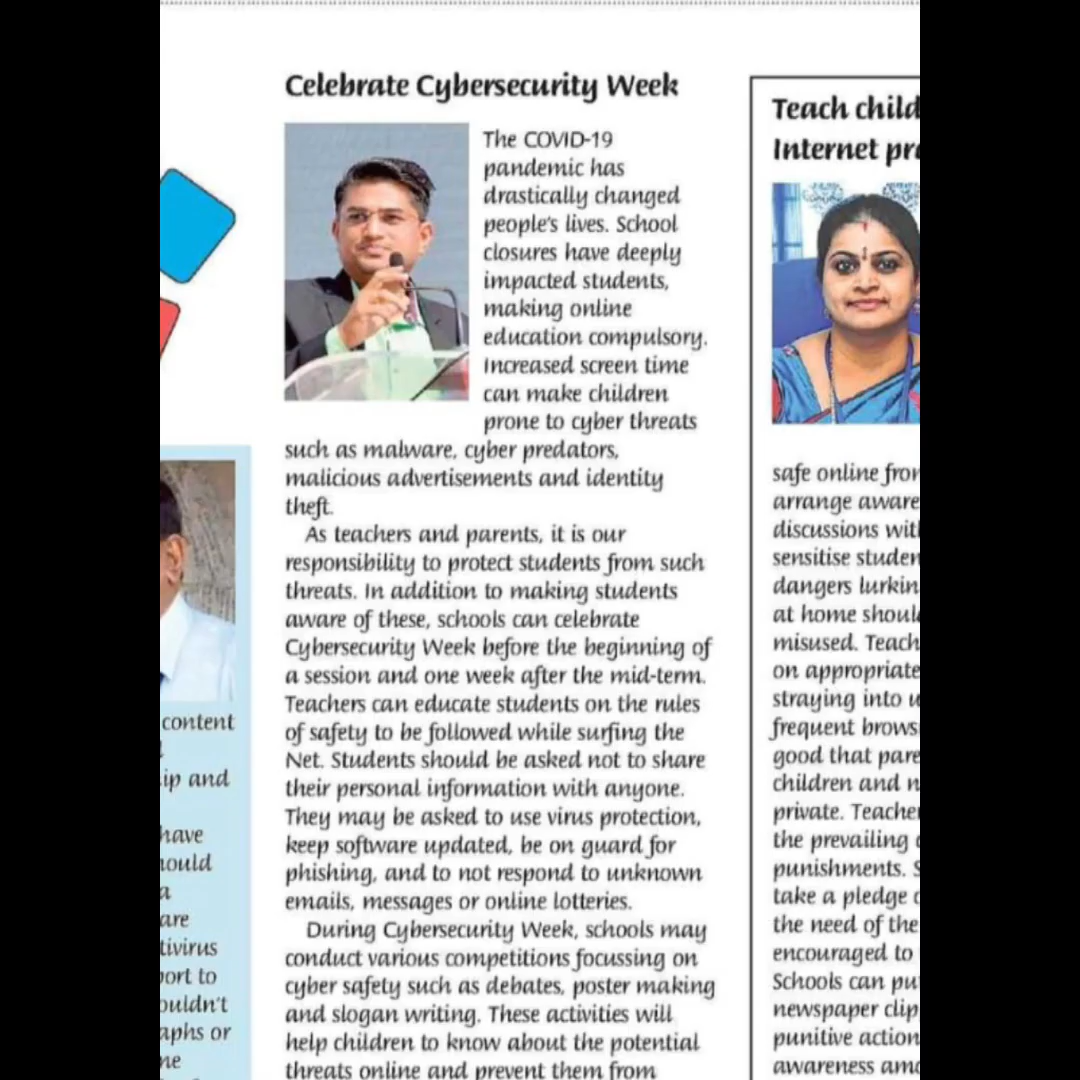 Celebrate Cybersecurity Week
The COVID-19
pandemic has
drastically changed
people's lives. School
closures have deeply
impacted students,
making online
education compulsory.
Increased screen time
can make children
prone to cyber threats
such as malware, cyber predators,
malicious advertisements and identity
theft.
As teachers and parents, it is our
responsibility to protect students from such
threats. In addition to making students
aware of these, schools can celebrate
Cybersecurity Week before the beginning of
a session and one week after the mid-term.
Teachers can educate students on the rules
of safety to be followed while surfing the
Net. Students should be asked not to share
their personal information with anyone.
They may be asked to use virus protection,
keep software updated, be on guard for
phishing, and to not respond to unknown
emails, messages or online lotteries.
During Cybersecurity Week, schools may
conduct various competitions focussing on
cyber safety such as debates, poster making
and slogan writing. These activities will
help children to know about the potential
threats online and prevent them from
Teach child
Internet pr
safe online
arrange aware
discussions wit
sensitise studen
dangers lurkin
at home shoul
misused. Teach
on appropriate
straying into
frequent brows
good that pare
children and n
private. Teache
the prevailing
punishments. S
take a pledge
the need of the
encouraged to
Schools can pu
newspaper clip
punitive action
awareness amo
content
ip and
have
ould
a
are
tivirus
ort to
ouldn't
aphs or
ne